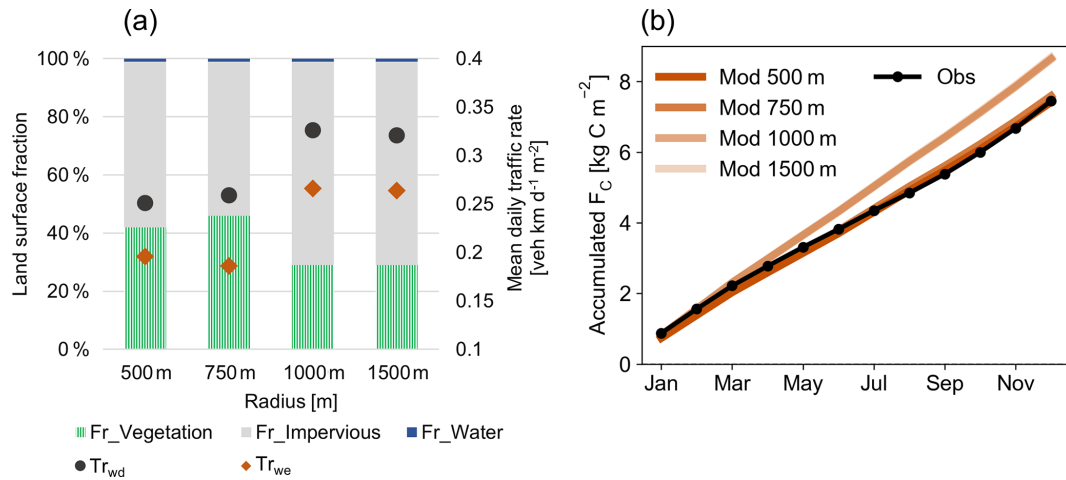 (a)
100 %
80 %
60 %
40 %
20 %
0 %
Land surface fraction
0.4
0.35
0.3
0.25
0.2
0.15
0.1
Mean daily traffic rate
[veh km d⁻¹ m⁻²]
500 m 750 m 1000 m 1500 m
Radius [m]
Fr_Vegetation Fr_Impervious Fr_Water
Tr_wd Tr_we
(b)
8
6
4
2
0
Accumulated F_C [kg C m⁻²]
Mod 500 m Obs
Mod 750 m
Mod 1000 m
Mod 1500 m
Jan Mar May Jul Sep Nov